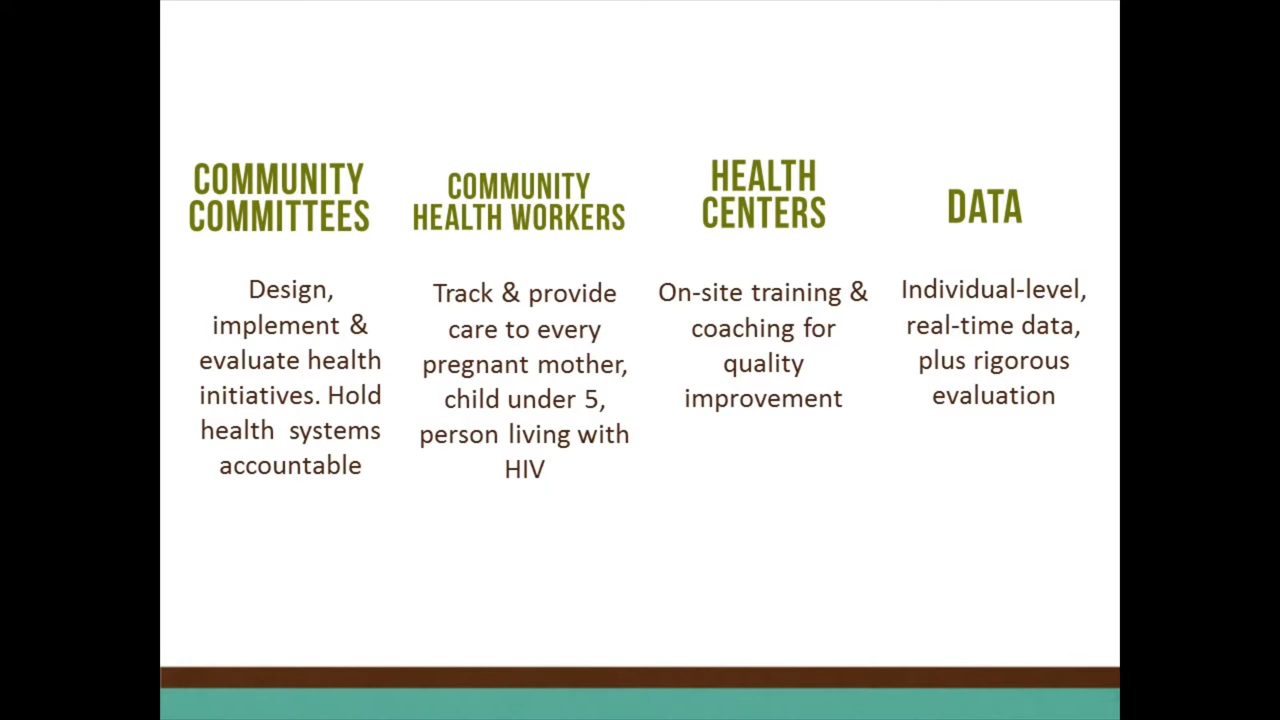 COMMUNITY
COMMITTEES
Design,
implement &
evaluate health
initiatives. Hold
health systems
accountable
COMMUNITY
HEALTH WORKERS
Track & provide
care to every
pregnant mother,
child under 5,
person living with
HIV
HEALTH
CENTERS
On-site training &
coaching for
quality
improvement
DATA
Individual-level,
real-time data,
plus rigorous
evaluation